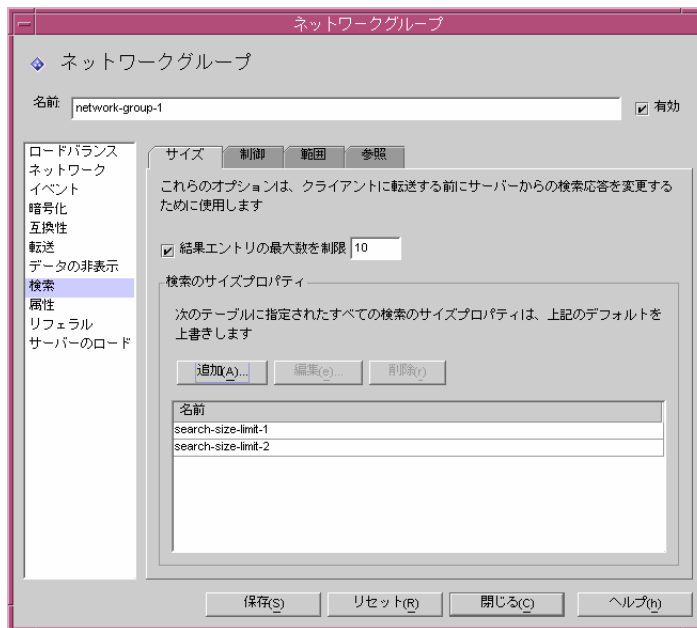 ネットワークグループ
ネットワークグループ
名前: network-group-1 有効
ロードバランス
ネットワーク
イベント
暗号化
互換性
転送
データの非表示
検索
属性
リフェラル
サーバーのロード
サイズ 制御 範囲 参照
これらのオプションは、クライアントに転送する前にサーバーからの検索応答を変更する
ために使用します
結果エントリの最大数を制限 10
検索のサイズプロパティ
次のテーブルに指定されたすべての検索のサイズプロパティは、上記のデフォルトを
上書きします
追加(A)... 編集(e)... 削除(r)
名前
search-size-limit-1
search-size-limit-2
保存(S) リセット(R) 閉じる(C) ヘルプ(h)